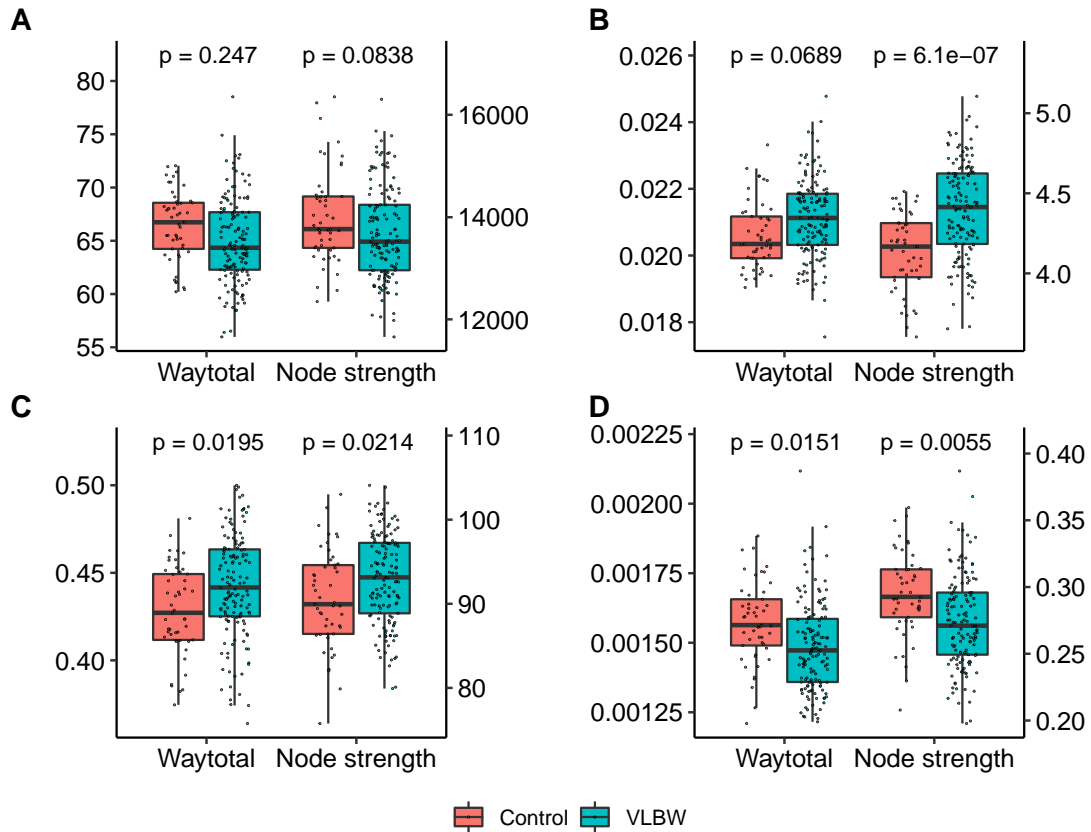 A
B
p = 0.247
p = 0.0838
p = 0.0689
p = 6.1e−07
80
75
70
65
60
55
16000
14000
12000
0.026
0.024
0.022
0.020
0.018
5.0
4.5
4.0
Waytotal
Node strength
Waytotal
Node strength
C
D
p = 0.0195
p = 0.0214
p = 0.0151
p = 0.0055
0.50
0.45
0.40
110
100
90
80
0.00225
0.00200
0.00175
0.00150
0.00125
0.40
0.35
0.30
0.25
0.20
Waytotal
Node strength
Waytotal
Node strength
Control
VLBW